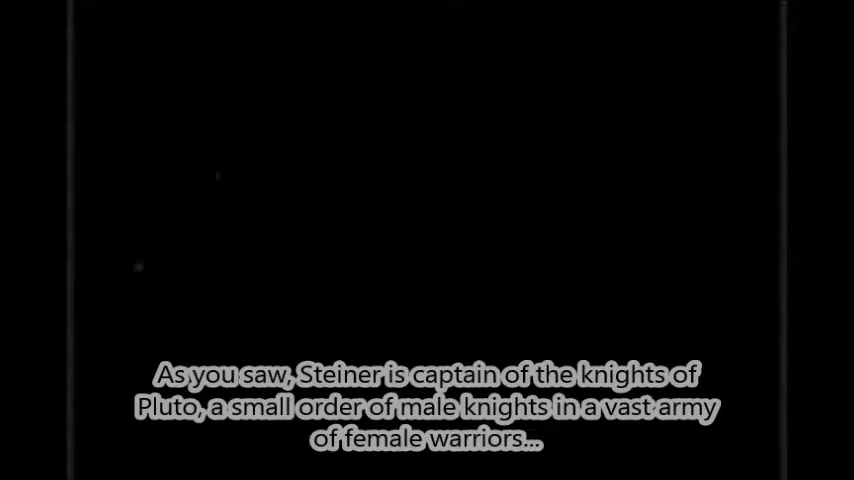 As you saw, Steiner is captain of the knights of
Pluto, a small order of male knights in a vast army
of female warriors...